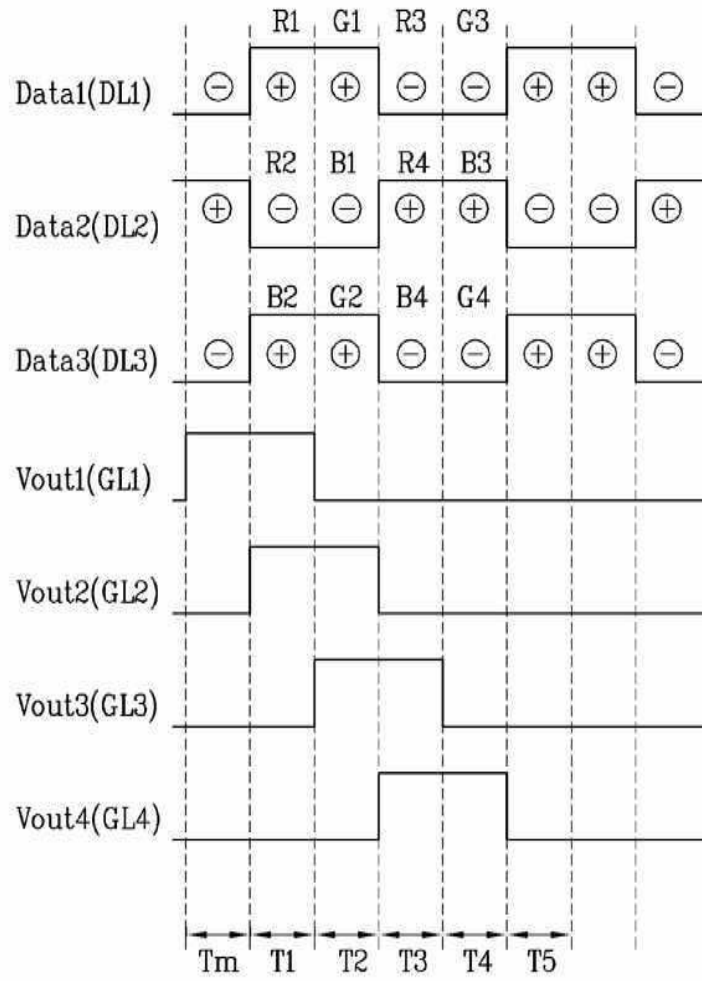 R1 G1 R3 G3
Data1(DL1) ⊖ ⊕ ⊕ ⊖ ⊖ ⊕ ⊕ ⊖
R2 B1 R4 B3
Data2(DL2) ⊕ ⊖ ⊖ ⊕ ⊕ ⊖ ⊖ ⊕
B2 G2 B4 G4
Data3(DL3) ⊖ ⊕ ⊕ ⊖ ⊖ ⊕ ⊕ ⊖
Vout1(GL1)
Vout2(GL2)
Vout3(GL3)
Vout4(GL4)
Tm T1 T2 T3 T4 T5